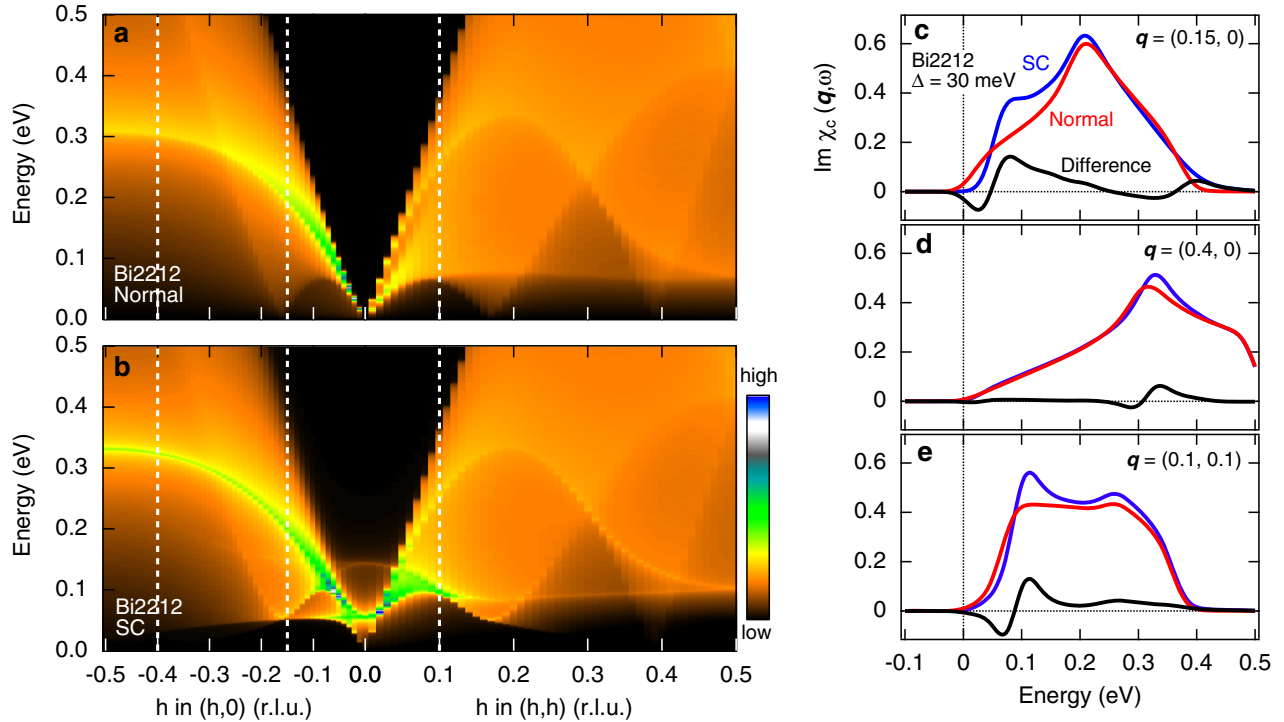 a
0.5
0.4
0.3
0.2
0.1
0.0
Energy (eV)
Bi2212
Normal
b
0.5
0.4
0.3
0.2
0.1
0.0
Energy (eV)
Bi2212
SC
high
low
-0.5 -0.4 -0.3 -0.2 -0.1 0.0 0.1 0.2 0.3 0.4 0.5
h in (h,0) (r.l.u.) h in (h,h) (r.l.u.)
c
q = (0.15, 0)
Bi2212
Δ = 30 meV
SC
Normal
Difference
0.6
0.4
0.2
0
Im χc (q,ω)
d
q = (0.4, 0)
0.6
0.4
0.2
0
e
q = (0.1, 0.1)
0.6
0.4
0.2
0
-0.1 0 0.1 0.2 0.3 0.4 0.5
Energy (eV)